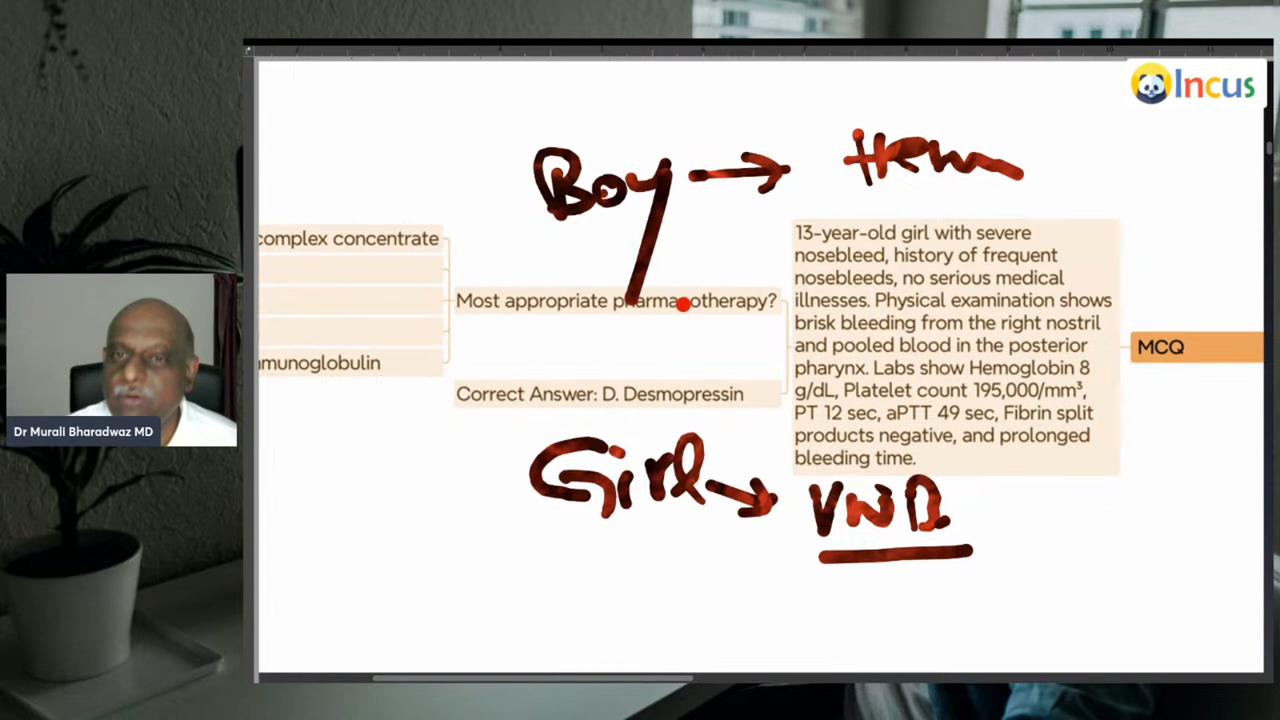 Incus
Boy → Hem
complex concentrate
Most appropriate pharmacotherapy?
13-year-old girl with severe
nosebleed, history of frequent
nosebleeds, no serious medical
illnesses. Physical examination shows
brisk bleeding from the right nostril
and pooled blood in the posterior
pharynx. Labs show Hemoglobin 8
g/dL, Platelet count 195,000/mm³,
PT 12 sec, aPTT 49 sec, Fibrin split
products negative, and prolonged
bleeding time.
MCQ
munoglobulin
Correct Answer: D. Desmopressin
Girl → VWD
Dr Murali Bharadwaz MD